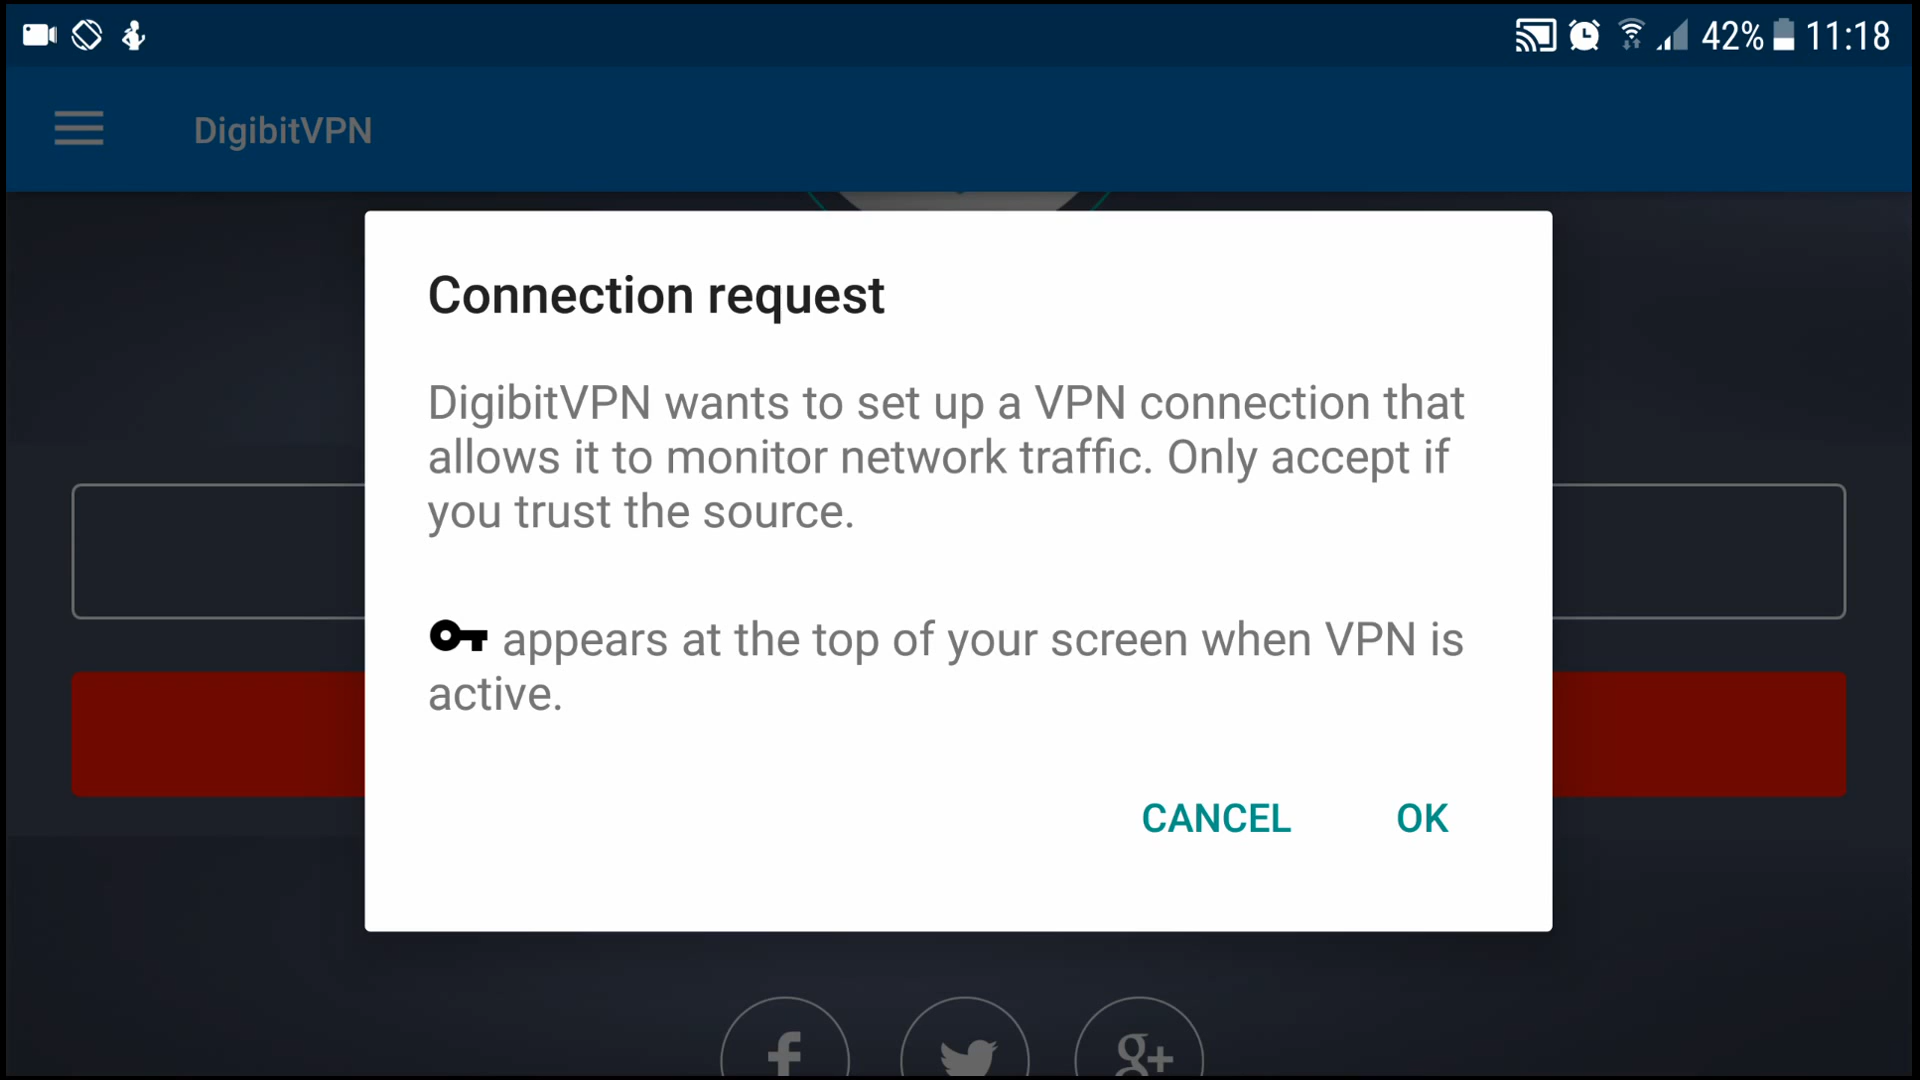 42% 11:18
DigibitVPN
Connection request
DigibitVPN wants to set up a VPN connection that
allows it to monitor network traffic. Only accept if
you trust the source.
appears at the top of your screen when VPN is
active.
CANCEL OK
f g+